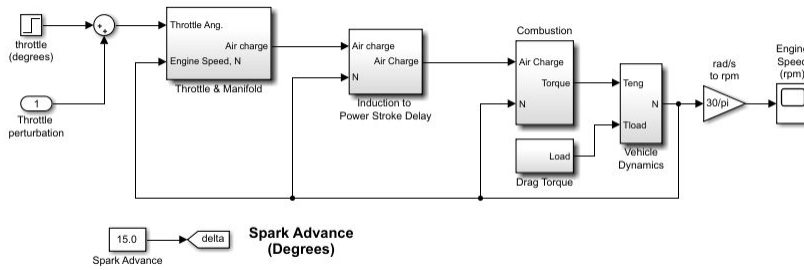 throttle
(degrees)
1
Throttle
perturbation
Throttle Ang.
Air charge
Engine Speed, N
Throttle & Manifold
Air charge
Air Charge
N
Induction to
Power Stroke Delay
Combustion
Air Charge
Torque
N
Load
Drag Torque
Teng
N
Tload
Vehicle
Dynamics
rad/s
to rpm
30/pi
Speed
(rpm)
15.0
Spark Advance
delta
Spark Advance
(Degrees)